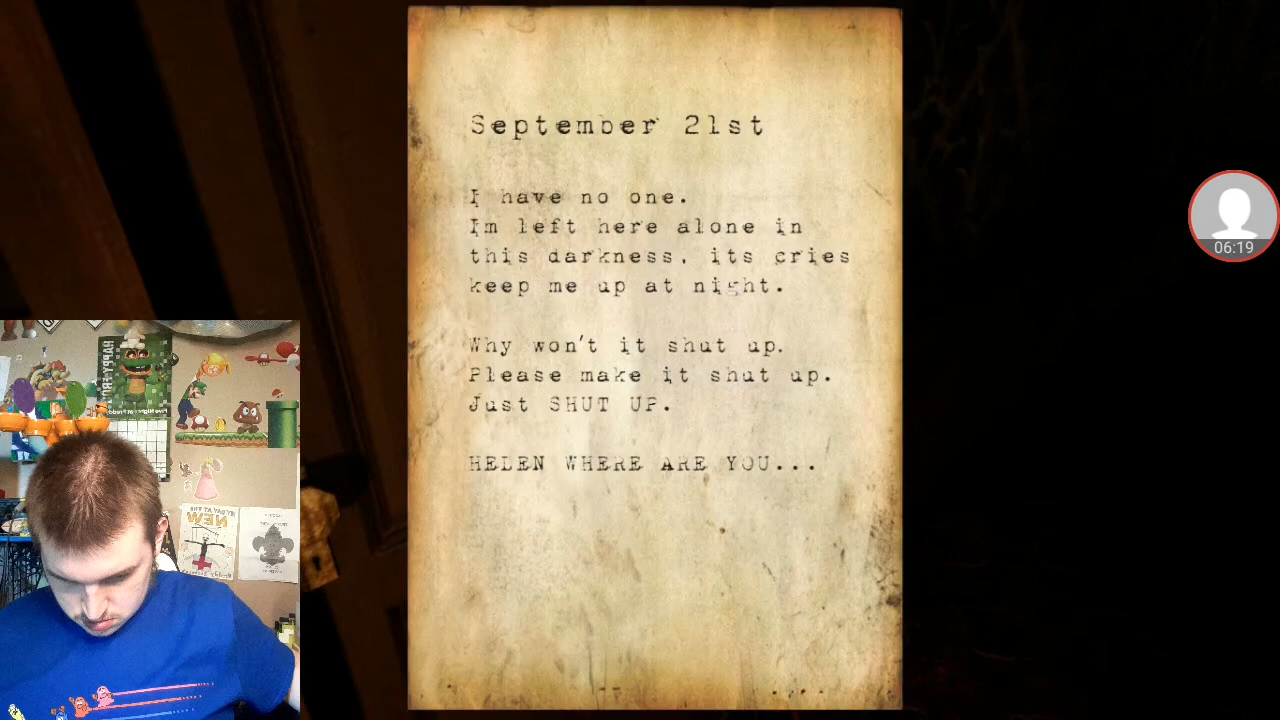 September 21st
I have no one.
Im left here alone in
this darkness, its cries
keep me up at night.
Why won't it shut up.
Please make it shut up.
Just SHUT UP.
HELEN WHERE ARE YOU...
06:19
HAPPY
NEW